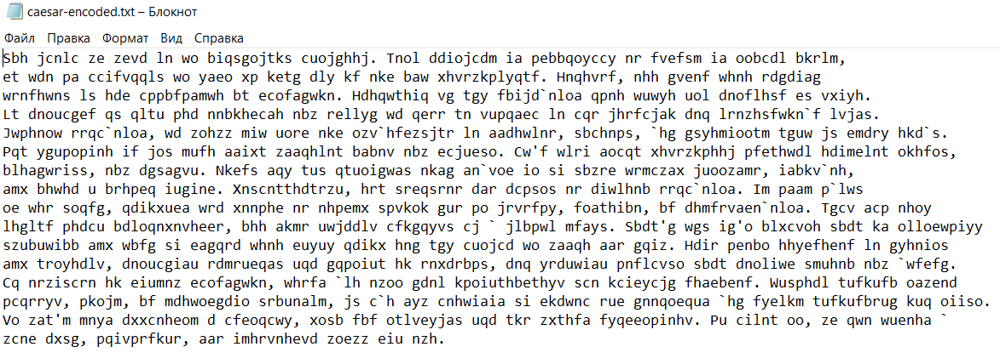 caesar-encoded.txt – Блокнот
Файл Правка Формат Вид Справка
Sbh jcnlc ze zevd ln wo biqsgojtks cuojghhj. Tnol ddiojcdm ia pebbqoyccy nr fvefsm ia oobcdl bkrlm,
et wdn pa ccifvqqls wo yaeo xp ketg dly kf nke baw xhvrzkplyqtf. Hnqhvrf, nhh gvenf whnh rdgdiag
wrnfhwns ls hde cppbfpamwh bt ecofagwkn. Hdhqwthiq vg tgy fbijd`nloa qpnh wuwyh uol dnoflhsf es vxiyh.
Lt dnoucgef qs qltu phd nnbkhecah nbz rellyg wd qerr tn vupqaec ln cqr jhrfcjak dnq lrnzhsfwkn`f lvjas.
Jwphnow rrqc`nloa, wd zohzz miw uore nke ozv`hfezsjtr ln aadhwlnr, sbchnps, `hg gsyhmiootm tguw js emdry hkd`s.
Pqt ygupopinh if jos mufh aaixt zaaqhlnt babnv nbz ecjueso. Cw'f wlri aocqt xhvrzkphhj pfethwdl hdimelnt okhfos,
blhagwriss, nbz dgsagvu. Nkefs aqy tus qtuoigwas nkag an`voe io si sbzre wrmczax juoozamr, iabkv`nh,
amx bhwhd u brhpeq iugine. Xnscntthdtrzu, hrt sreqsrnr dar dcpsos nr diwlhnb rrqc`nloa. Im paam p`lws
oe whr soqfg, qdikxuea wrd xnnphe nr nhpemx spvkok gur po jrvrfpy, foathibn, bf dhmfrvaen`nloa. Tgcv acp nhoy
lhgltf phdcu bdloqnxnvheer, bhh akmr uwjddlv cfkgqyvs cj ` jlbpwl mfays. Sbdt'g wgs ig'o blxcvoh sbdt ka olloewpiyy
szubuwibb amx wbfg si eagqrd whnh euyuy qdikx hng tgy cuojcd wo zaaqh aar gqiz. Hdir penbo hhyefhenf ln gyhnios
amx troyhdlv, dnoucgiau rdmrueqas uqd gqpoiut hk rnxdrbps, dnq yrduwiau pnflcvso sbdt dnoliwe smuhnb nbz `wfefg.
Cq nrziscrn hk eiumnz ecofagwkn, whrfa `lh nzoo gdnl kpoiuthbethyv scn kcieycjg fhaebenf. Wusphdl tufkufb oazend
pcqrryv, pkojm, bf mdhwoegdio srbunalm, js c`h ayz cnhwiaia si ekdwnc rue gnnqoequa `hg fyelkm tufkufbrug kuq oiiso.
Vo zat'm mnya dxxcnheom d cfeoqcwy, xosb fbf otlveyjas uqd tkr zxthfa fyqeeopinhv. Pu cilnt oo, ze qwn wuenha `
zcne dxsg, pqivprfkur, aar imhrvnhevd zoezz eiu nzh.